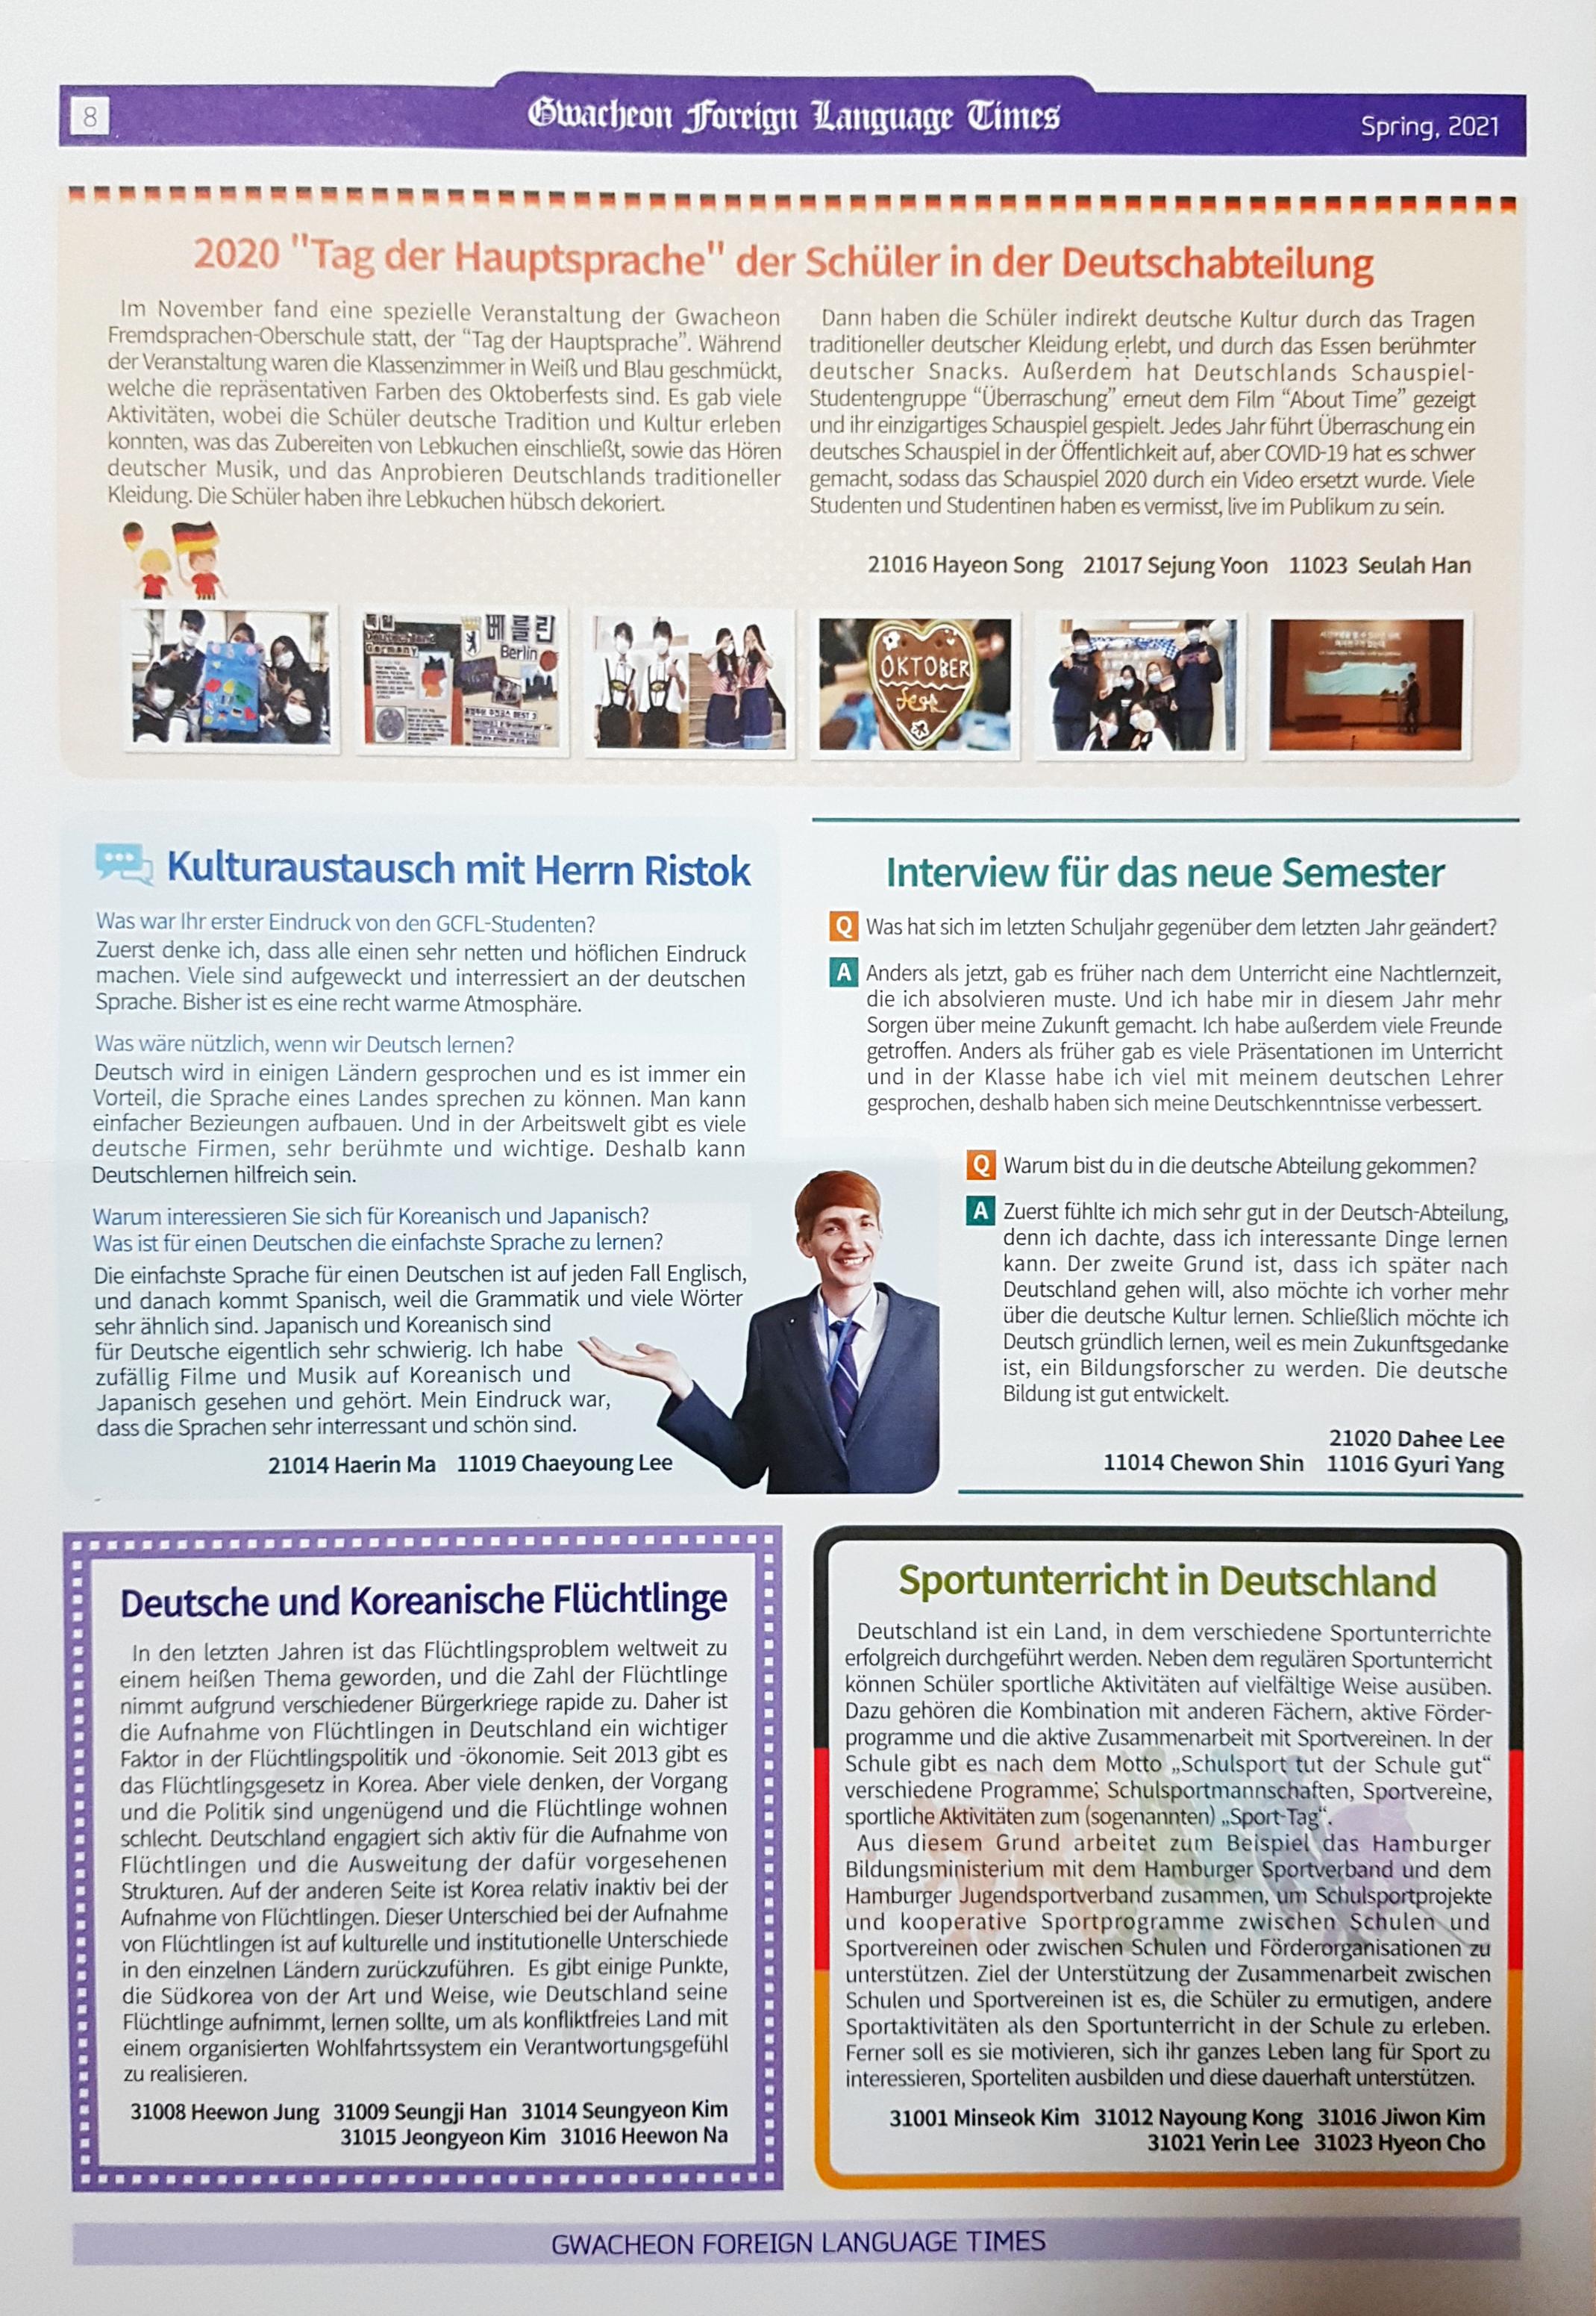 8
Gwacheon Foreign Language Times
Spring, 2021
2020 "Tag der Hauptsprache" der Schüler in der Deutschabteilung
Im November fand eine spezielle Veranstaltung der Gwacheon
Fremdsprachen-Oberschule statt, der “Tag der Hauptsprache”. Während
der Veranstaltung waren die Klassenzimmer in Weiß und Blau geschmückt,
welche die repräsentativen Farben des Oktoberfests sind. Es gab viele
Aktivitäten, wobei die Schüler deutsche Tradition und Kultur erleben
konnten, was das Zubereiten von Lebkuchen einschließt, sowie das Hören
deutscher Musik, und das Anprobieren Deutschlands traditioneller
Kleidung. Die Schüler haben ihre Lebkuchen hübsch dekoriert.
Dann haben die Schüler indirekt deutsche Kultur durch das Tragen
traditioneller deutscher Kleidung erlebt, und durch das Essen berühmter
deutscher Snacks. Außerdem hat Deutschlands Schauspiel-
Studentengruppe “Überraschung” erneut dem Film “About Time” gezeigt
und ihr einzigartiges Schauspiel gespielt. Jedes Jahr führt Überraschung ein
deutsches Schauspiel in der Öffentlichkeit auf, aber COVID-19 hat es schwer
gemacht, sodass das Schauspiel 2020 durch ein Video ersetzt wurde. Viele
Studenten und Studentinen haben es vermisst, live im Publikum zu sein.
21016 Hayeon Song 21017 Sejung Yoon 11023 Seulah Han
독일
Deutschland
Germany
베를린
Berlin
OKTOBER
fest
Kulturaustausch mit Herrn Ristok
Was war Ihr erster Eindruck von den GCFL-Studenten?
Zuerst denke ich, dass alle einen sehr netten und höflichen Eindruck
machen. Viele sind aufgeweckt und interressiert an der deutschen
Sprache. Bisher ist es eine recht warme Atmosphäre.
Was wäre nützlich, wenn wir Deutsch lernen?
Deutsch wird in einigen Ländern gesprochen und es ist immer ein
Vorteil, die Sprache eines Landes sprechen zu können. Man kann
einfacher Bezieungen aufbauen. Und in der Arbeitswelt gibt es viele
deutsche Firmen, sehr berühmte und wichtige. Deshalb kann
Deutschlernen hilfreich sein.
Warum interessieren Sie sich für Koreanisch und Japanisch?
Was ist für einen Deutschen die einfachste Sprache zu lernen?
Die einfachste Sprache für einen Deutschen ist auf jeden Fall Englisch,
und danach kommt Spanisch, weil die Grammatik und viele Wörter
sehr ähnlich sind. Japanisch und Koreanisch sind
für Deutsche eigentlich sehr schwierig. Ich habe
zufällig Filme und Musik auf Koreanisch und
Japanisch gesehen und gehört. Mein Eindruck war,
dass die Sprachen sehr interressant und schön sind.
21014 Haerin Ma 11019 Chaeyoung Lee
Interview für das neue Semester
Q Was hat sich im letzten Schuljahr gegenüber dem letzten Jahr geändert?
A Anders als jetzt, gab es früher nach dem Unterricht eine Nachtlernzeit,
die ich absolvieren muste. Und ich habe mir in diesem Jahr mehr
Sorgen über meine Zukunft gemacht. Ich habe außerdem viele Freunde
getroffen. Anders als früher gab es viele Präsentationen im Unterricht
und in der Klasse habe ich viel mit meinem deutschen Lehrer
gesprochen, deshalb haben sich meine Deutschkenntnisse verbessert.
Q Warum bist du in die deutsche Abteilung gekommen?
A Zuerst fühlte ich mich sehr gut in der Deutsch-Abteilung,
denn ich dachte, dass ich interessante Dinge lernen
kann. Der zweite Grund ist, dass ich später nach
Deutschland gehen will, also möchte ich vorher mehr
über die deutsche Kultur lernen. Schließlich möchte ich
Deutsch gründlich lernen, weil es mein Zukunftsgedanke
ist, ein Bildungsforscher zu werden. Die deutsche
Bildung ist gut entwickelt.
21020 Dahee Lee
11014 Chewon Shin 11016 Gyuri Yang
Deutsche und Koreanische Flüchtlinge
In den letzten Jahren ist das Flüchtlingsproblem weltweit zu
einem heißen Thema geworden, und die Zahl der Flüchtlinge
nimmt aufgrund verschiedener Bürgerkriege rapide zu. Daher ist
die Aufnahme von Flüchtlingen in Deutschland ein wichtiger
Faktor in der Flüchtlingspolitik und -ökonomie. Seit 2013 gibt es
das Flüchtlingsgesetz in Korea. Aber viele denken, der Vorgang
und die Politik sind ungenügend und die Flüchtlinge wohnen
schlecht. Deutschland engagiert sich aktiv für die Aufnahme von
Flüchtlingen und die Ausweitung der dafür vorgesehenen
Strukturen. Auf der anderen Seite ist Korea relativ inaktiv bei der
Aufnahme von Flüchtlingen. Dieser Unterschied bei der Aufnahme
von Flüchtlingen ist auf kulturelle und institutionelle Unterschiede
in den einzelnen Ländern zurückzuführen. Es gibt einige Punkte,
die Südkorea von der Art und Weise, wie Deutschland seine
Flüchtlinge aufnimmt, lernen sollte, um als konfliktfreies Land mit
einem organisierten Wohlfahrtssystem ein Verantwortungsgefühl
zu realisieren.
31008 Heewon Jung 31009 Seungji Han 31014 Seungyeon Kim
31015 Jeongyeon Kim 31016 Heewon Na
Sportunterricht in Deutschland
Deutschland ist ein Land, in dem verschiedene Sportunterrichte
erfolgreich durchgeführt werden. Neben dem regulären Sportunterricht
können Schüler sportliche Aktivitäten auf vielfältige Weise ausüben.
Dazu gehören die Kombination mit anderen Fächern, aktive Förder-
programme und die aktive Zusammenarbeit mit Sportvereinen. In der
Schule gibt es nach dem Motto „Schulsport tut der Schule gut“
verschiedene Programme; Schulsportmannschaften, Sportvereine,
sportliche Aktivitäten zum (sogenannten) „Sport-Tag“.
Aus diesem Grund arbeitet zum Beispiel das Hamburger
Bildungsministerium mit dem Hamburger Sportverband und dem
Hamburger Jugendsportverband zusammen, um Schulsportprojekte
und kooperative Sportprogramme zwischen Schulen und
Sportvereinen oder zwischen Schulen und Förderorganisationen zu
unterstützen. Ziel der Unterstützung der Zusammenarbeit zwischen
Schulen und Sportvereinen ist es, die Schüler zu ermutigen, andere
Sportaktivitäten als den Sportunterricht in der Schule zu erleben.
Ferner soll es sie motivieren, sich ihr ganzes Leben lang für Sport zu
interessieren, Sporteliten ausbilden und diese dauerhaft unterstützen.
31001 Minseok Kim 31012 Nayoung Kong 31016 Jiwon Kim
31021 Yerin Lee 31023 Hyeon Cho
GWACHEON FOREIGN LANGUAGE TIMES